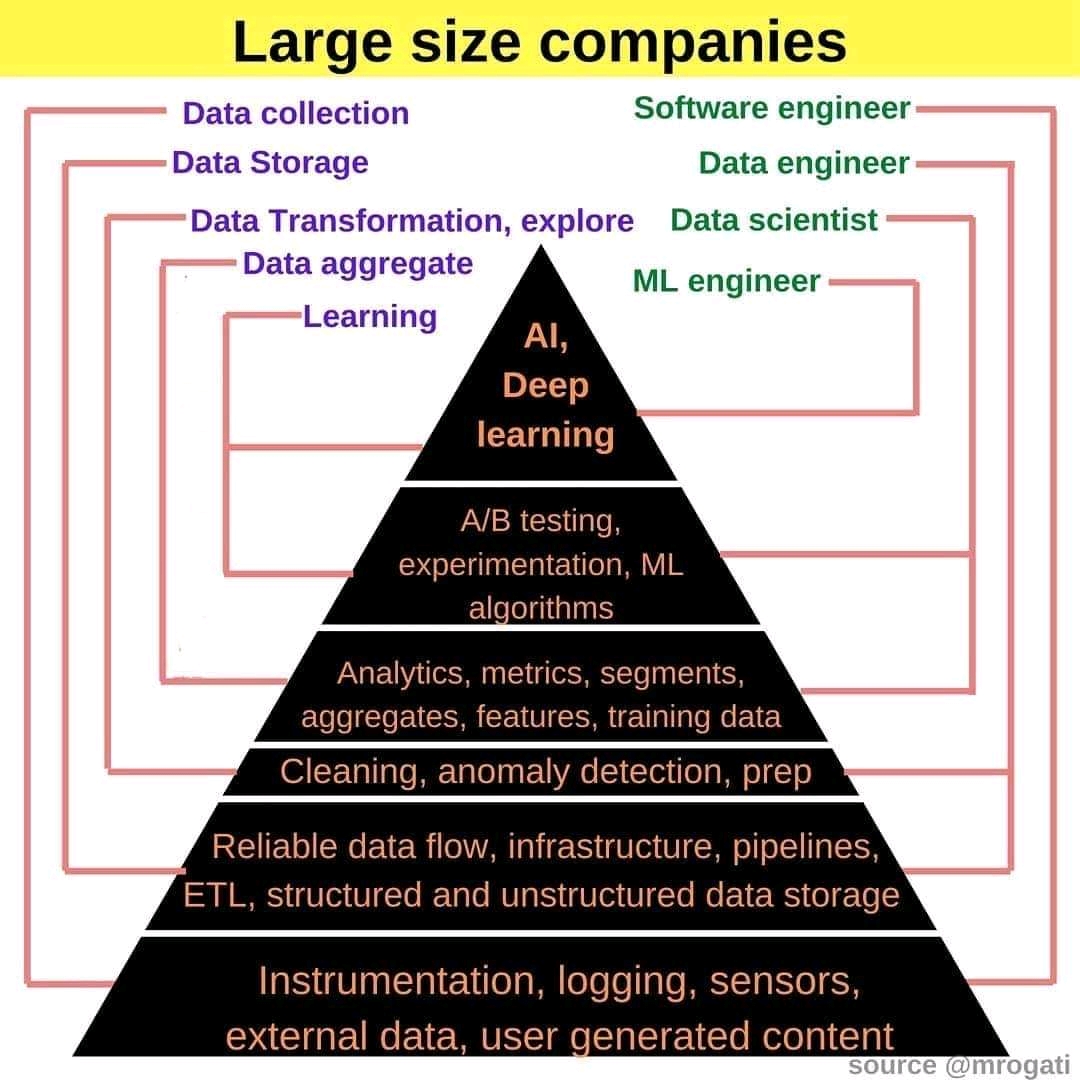 Large size companies
Data collection
Software engineer
Data Storage
Data engineer
Data Transformation, explore
Data scientist
Data aggregate
ML engineer
Learning
AI,
Deep
learning
A/B testing,
experimentation, ML
algorithms
Analytics, metrics, segments,
aggregates, features, training data
Cleaning, anomaly detection, prep
Reliable data flow, infrastructure, pipelines,
ETL, structured and unstructured data storage
Instrumentation, logging, sensors,
external data, user generated content
source @mrogati